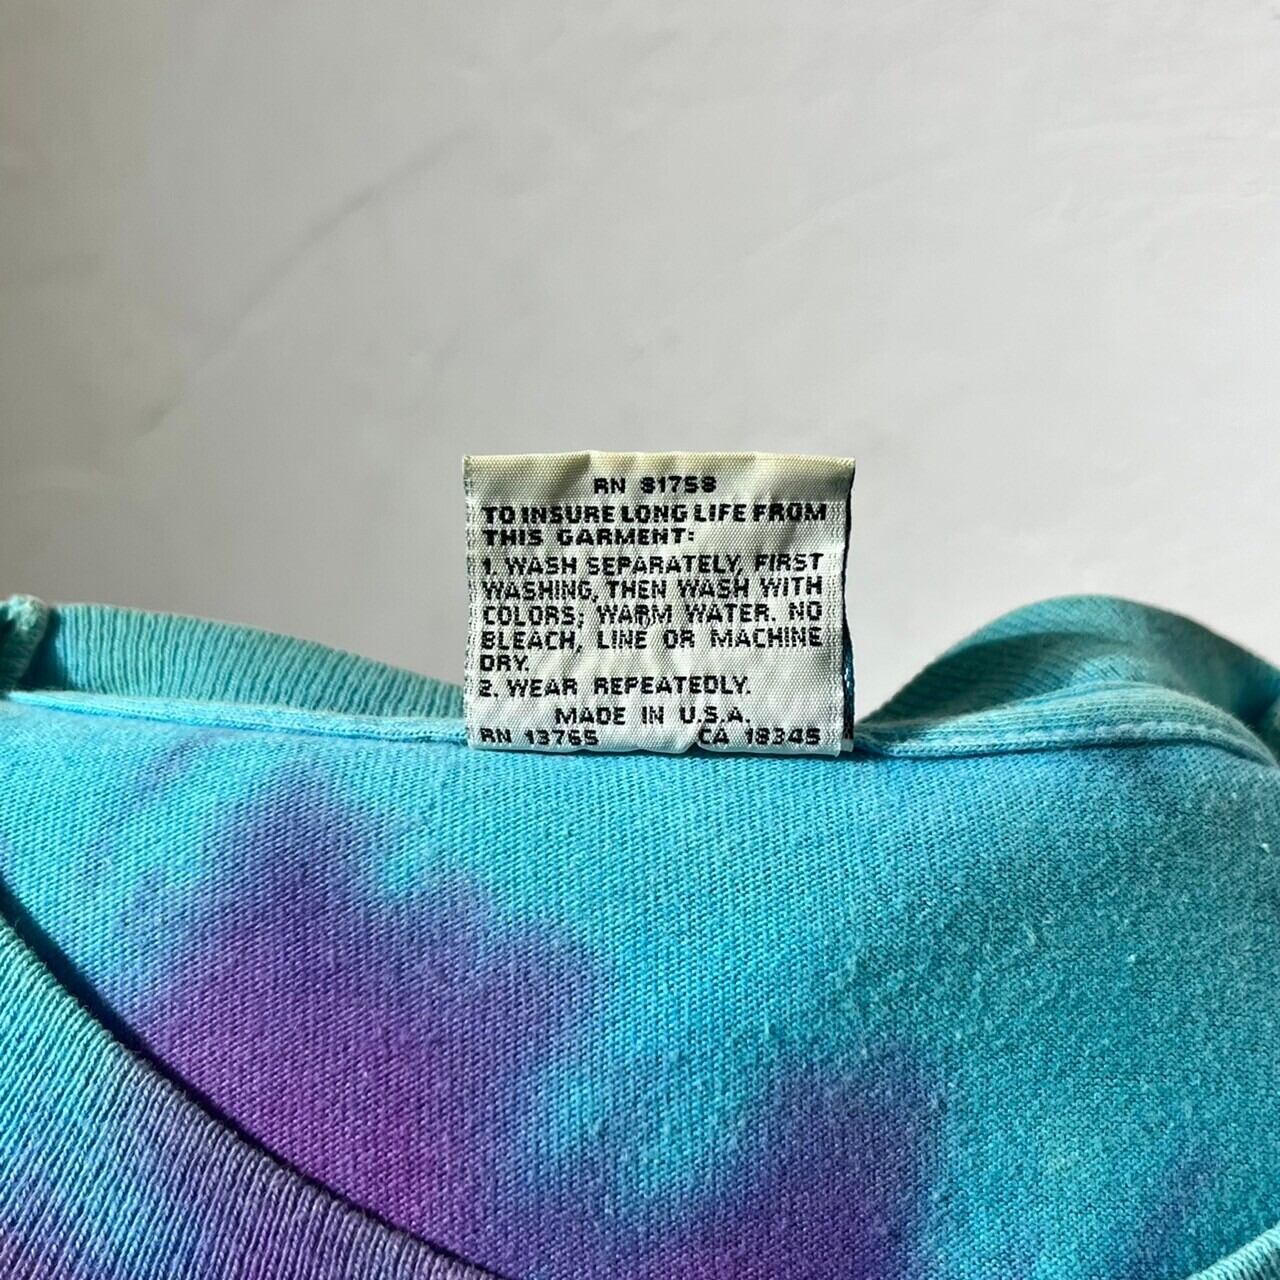 RN 81758
TO INSURE LONG LIFE FROM
THIS GARMENT:
1. WASH SEPARATELY, FIRST
WASHING, THEN WASH WITH
COLORS; WARM WATER. NO
BLEACH, LINE OR MACHINE
DRY.
2. WEAR REPEATEDLY.
MADE IN U.S.A.
RN 13765 CA 18345